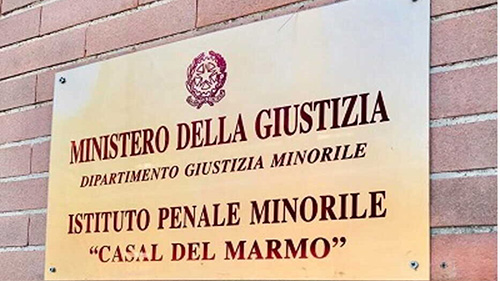 MINISTERO DELLA GIUSTIZIA
DIPARTIMENTO GIUSTIZIA MINORILE
ISTITUTO PENALE MINORILE
"CASAL DEL MARMO"